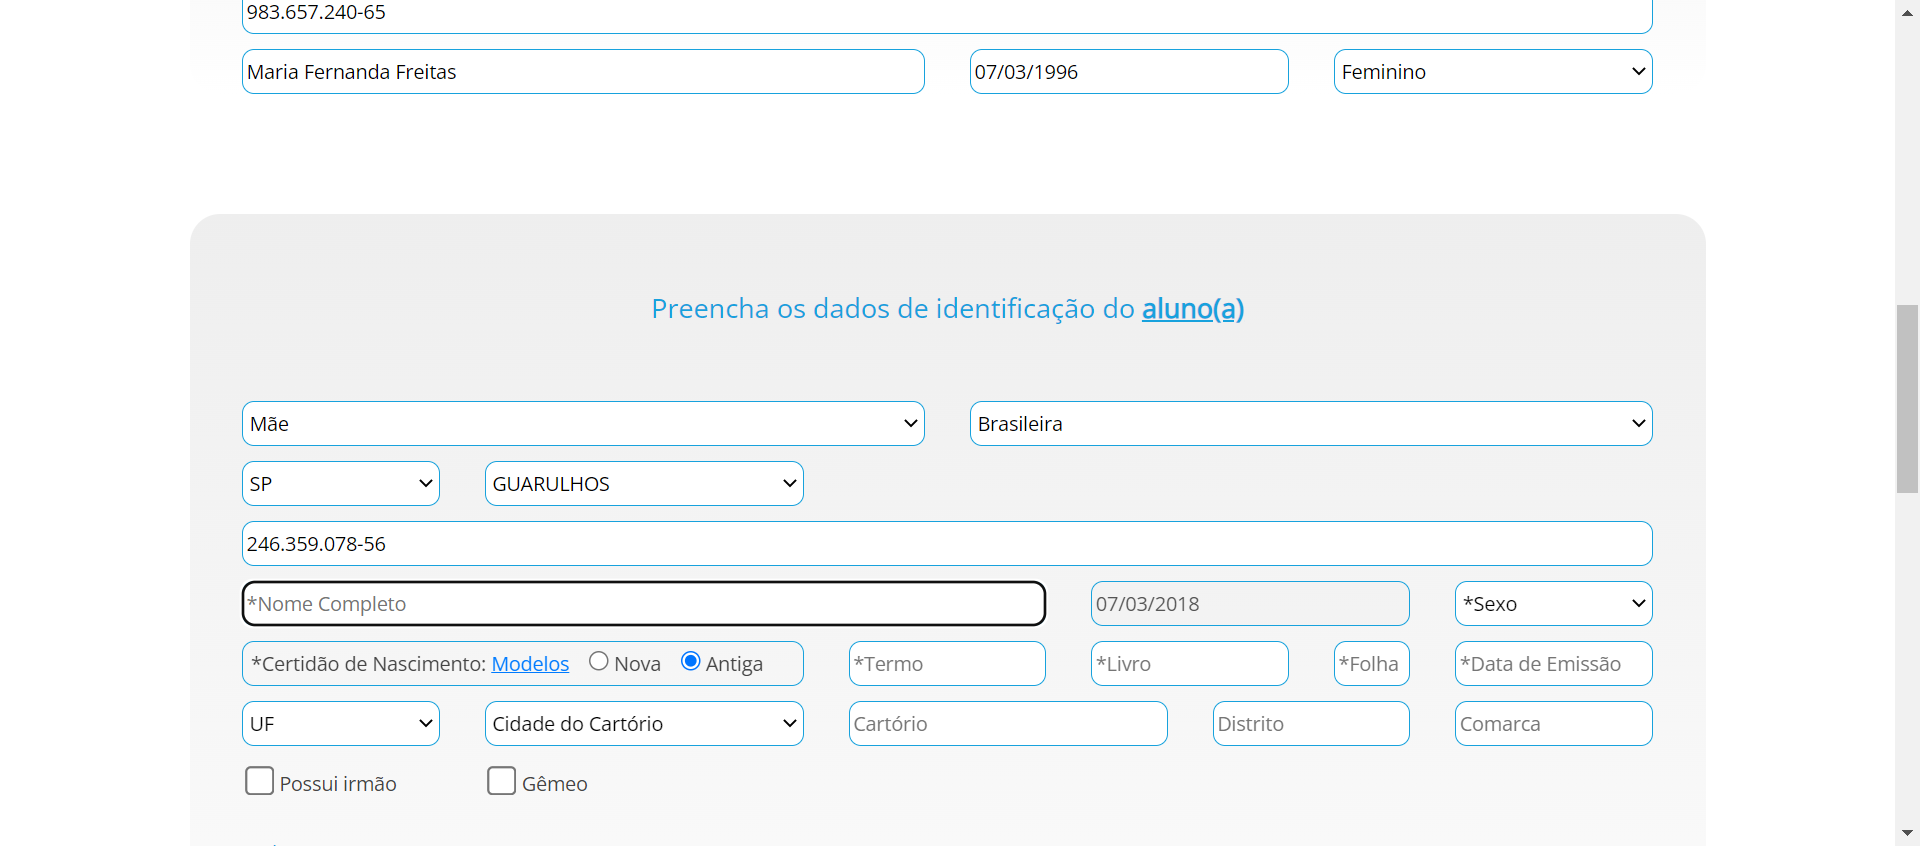 983.657.240-65
Maria Fernanda Freitas 07/03/1996 Feminino
Preencha os dados de identificação do aluno(a)
Mãe Brasileira
SP GUARULHOS
246.359.078-56
*Nome Completo 07/03/2018 *Sexo
*Certidão de Nascimento: Modelos Nova Antiga *Termo *Livro *Folha *Data de Emissão
UF Cidade do Cartório Cartório Distrito Comarca
Possui irmão Gêmeo